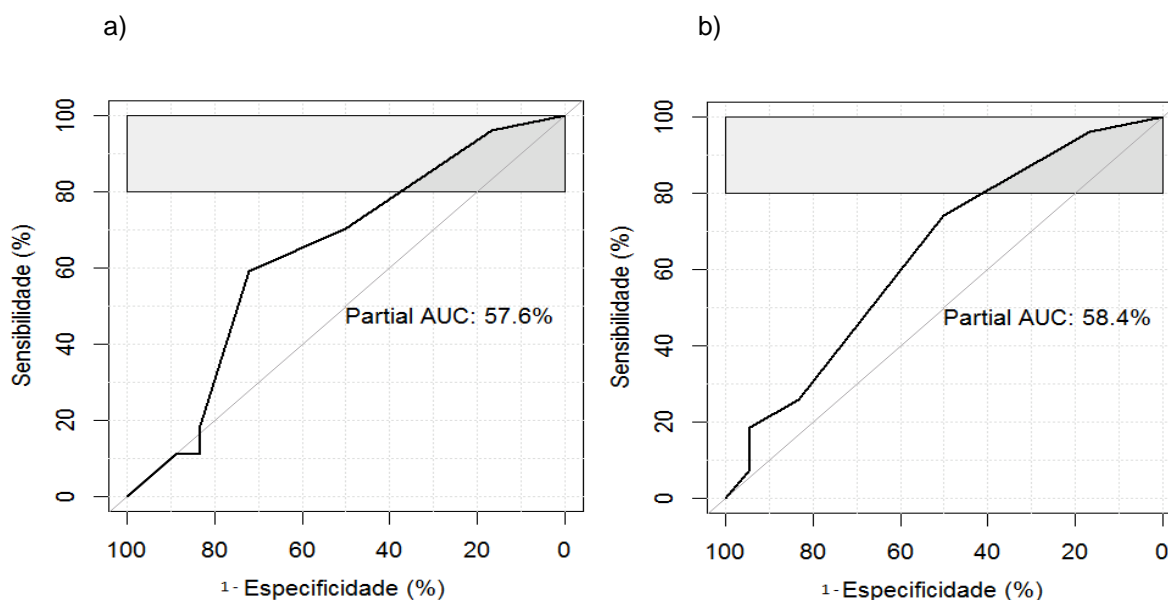 a)
100
80
60
40
20
0
Sensibilidade (%)
Partial AUC: 57.6%
100 80 60 40 20 0
1 - Especificidade (%)
b)
100
80
60
40
20
0
Sensibilidade (%)
Partial AUC: 58.4%
100 80 60 40 20 0
1 - Especificidade (%)